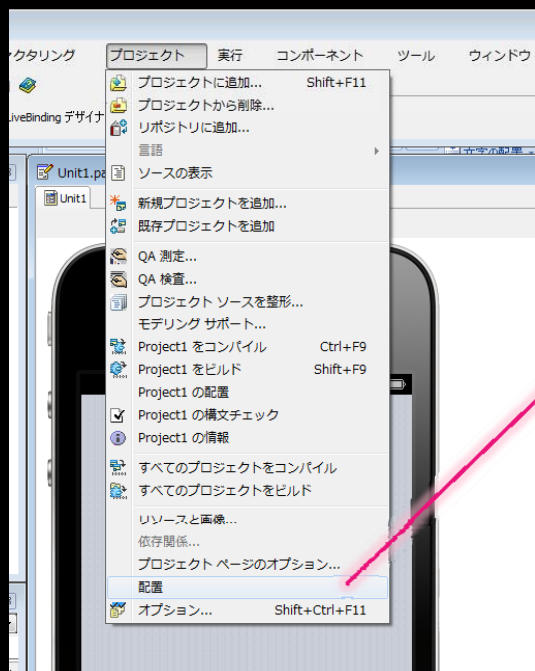 ァクタリング プロジェクト 実行 コンポーネント ツール ウィンドウ
プロジェクトに追加... Shift+F11
プロジェクトから削除...
LiveBinding デザイナ
リポジトリに追加...
言語
文字の配置
Unit1.pa
ソースの表示
Unit1
新規プロジェクトを追加...
既存プロジェクトを追加
QA 測定...
QA 検査...
プロジェクト ソースを整形...
モデリング サポート...
Project1 をコンパイル Ctrl+F9
Project1 をビルド Shift+F9
Project1 の配置
Project1 の構文チェック
Project1 の情報
すべてのプロジェクトをコンパイル
すべてのプロジェクトをビルド
リソースと画像...
依存関係...
プロジェクト ページのオプション...
配置
オプション... Shift+Ctrl+F11